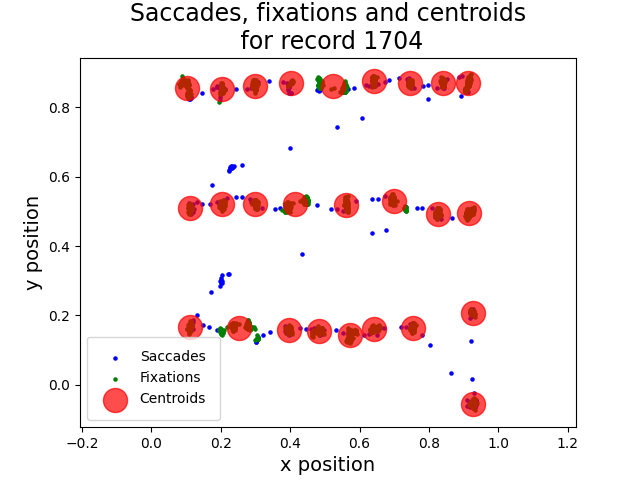 Saccades, fixations and centroids
for record 1704
y position
0.8
0.6
0.4
0.2
0.0
Saccades
Fixations
Centroids
−0.2 0.0 0.2 0.4 0.6 0.8 1.0 1.2
x position